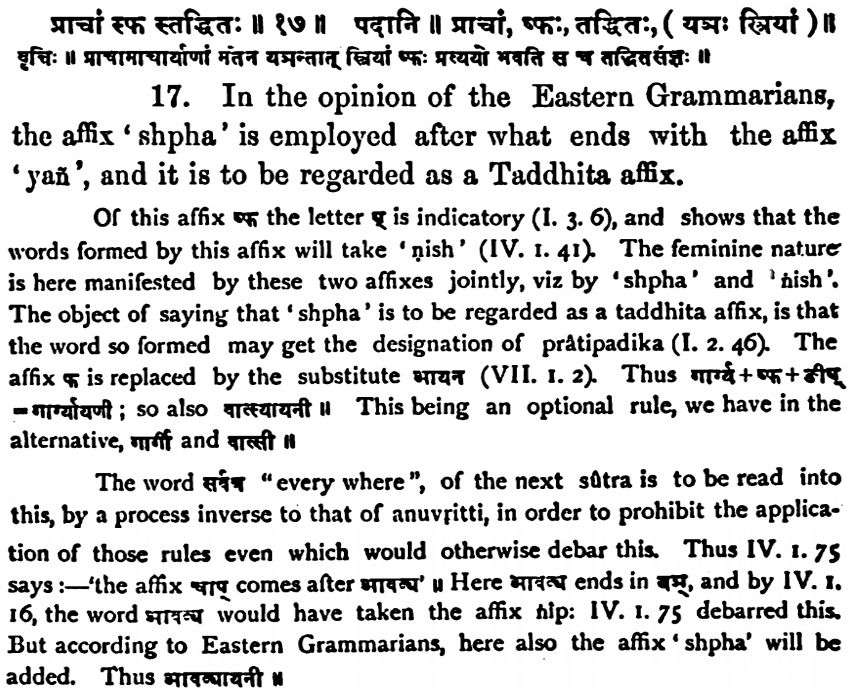 प्राचां ष्फ स्तद्धितः ॥ १७ ॥ पदानि ॥ प्राचां, ष्फः, तद्धितः, ( यञः स्त्रियां )॥
वृत्तिः ॥ प्राचामाचार्याणां मतेन यञन्तात् स्त्रियां ष्फः प्रत्ययो भवति स च तद्धितसंज्ञः ॥
17. In the opinion of the Eastern Grammarians,
the affix ‘shpha’ is employed after what ends with the affix
‘yañ’, and it is to be regarded as a Taddhita affix.
Of this affix ष्फ the letter ष् is indicatory (I. 3. 6), and shows that the
words formed by this affix will take ‘ṇish’ (IV. 1. 41). The feminine nature
is here manifested by these two affixes jointly, viz by ‘shpha’ and ‘ṅish’.
The object of saying that ‘shpha’ is to be regarded as a taddhita affix, is that
the word so formed may get the designation of prâtipadika (I. 2. 46). The
affix फ is replaced by the substitute आयन (VII. 1. 2). Thus गार्ग्य+ष्फ+ङीष्
=गार्ग्यायणी ; so also वात्स्यायनी ॥ This being an optional rule, we have in the
alternative, गार्गी and वात्सी ॥
The word सर्वत्र “every where”, of the next sûtra is to be read into
this, by a process inverse to that of anuvṛitti, in order to prohibit the applica-
tion of those rules even which would otherwise debar this. Thus IV. 1. 75
says :—‘the affix चाप् comes after आवट्य’ ॥ Here आवट्य ends in यञ्, and by IV. 1.
16, the word आवट्य would have taken the affix ṅîp: IV. 1. 75 debarred this.
But according to Eastern Grammarians, here also the affix ‘shpha’ will be
added. Thus आवट्यायनी ॥